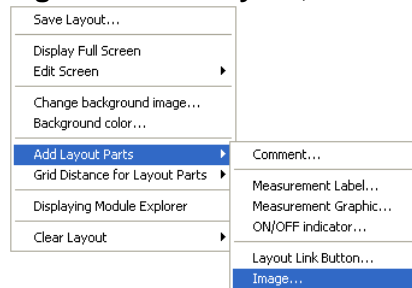 Save Layout...
Display Full Screen
Edit Screen
Change background image...
Background color...
Add Layout Parts
Grid Distance for Layout Parts
Displaying Module Explorer
Clear Layout
Comment...
Measurement Label...
Measurement Graphic...
ON/OFF indicator...
Layout Link Button...
Image...